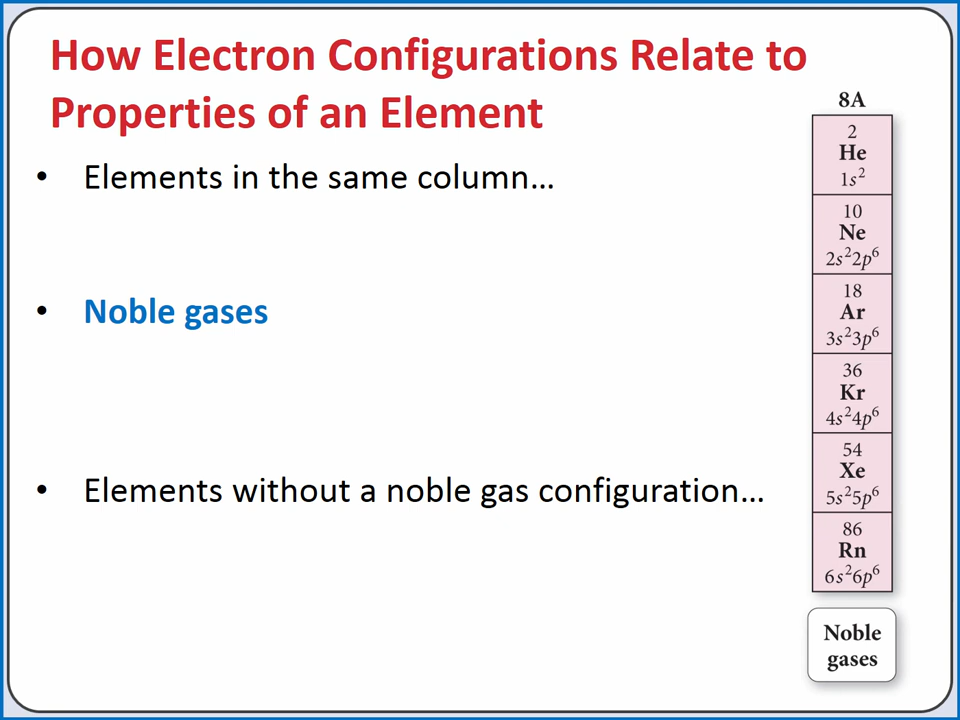 How Electron Configurations Relate to
Properties of an Element
• Elements in the same column…
• Noble gases
• Elements without a noble gas configuration…
8A
2
He
1s²
10
Ne
2s²2p⁶
18
Ar
3s²3p⁶
36
Kr
4s²4p⁶
54
Xe
5s²5p⁶
86
Rn
6s²6p⁶
Noble
gases